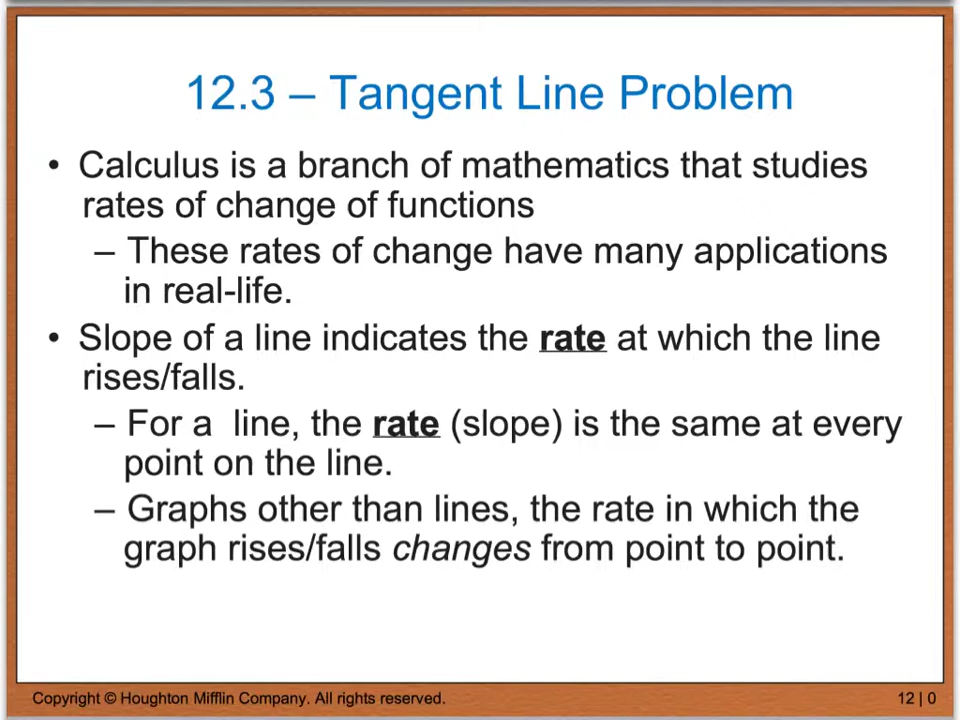 12.3 – Tangent Line Problem
• Calculus is a branch of mathematics that studies
rates of change of functions
– These rates of change have many applications
in real-life.
• Slope of a line indicates the rate at which the line
rises/falls.
– For a  line, the rate (slope) is the same at every
point on the line.
– Graphs other than lines, the rate in which the
graph rises/falls changes from point to point.
Copyright © Houghton Mifflin Company. All rights reserved.
12 | 0